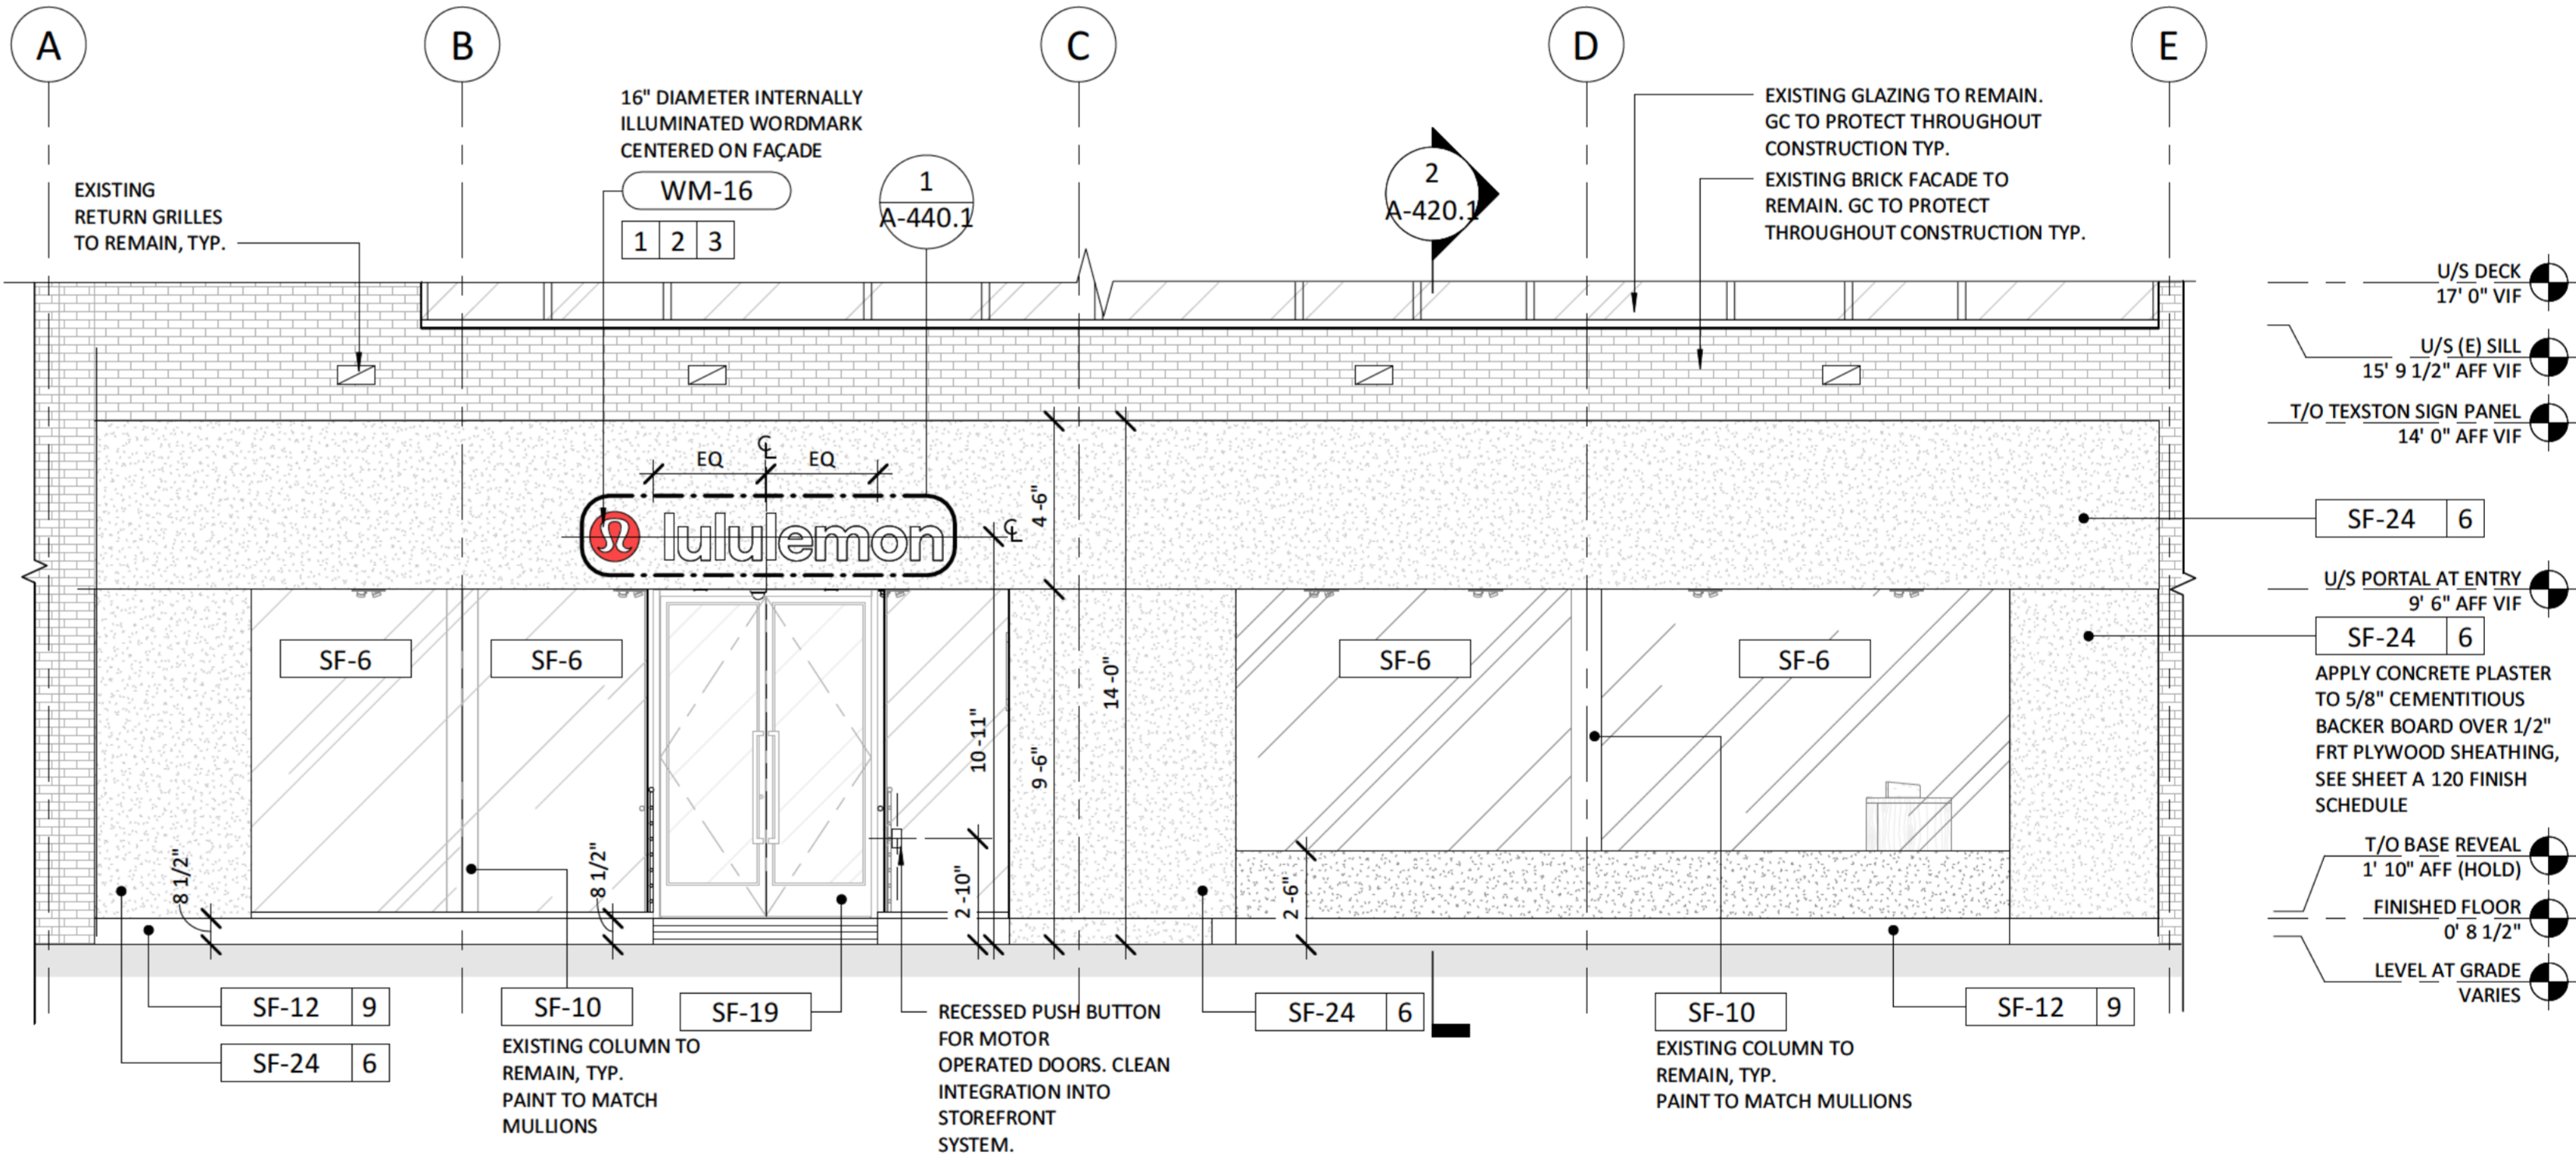 A
B
C
D
E
16" DIAMETER INTERNALLY
ILLUMINATED WORDMARK
CENTERED ON FAÇADE
WM-16
1 2 3
1
A-440.1
2
A-420.1
EXISTING
RETURN GRILLES
TO REMAIN, TYP.
EXISTING GLAZING TO REMAIN.
GC TO PROTECT THROUGHOUT
CONSTRUCTION TYP.
EXISTING BRICK FACADE TO
REMAIN. GC TO PROTECT
THROUGHOUT CONSTRUCTION TYP.
U/S DECK
17' 0" VIF
U/S (E) SILL
15' 9 1/2" AFF VIF
T/O TEXSTON SIGN PANEL
14' 0" AFF VIF
EQ
℄
EQ
lululemon
℄
4 -6"
SF-24 6
U/S PORTAL AT ENTRY
9' 6" AFF VIF
SF-24 6
APPLY CONCRETE PLASTER
TO 5/8" CEMENTITIOUS
BACKER BOARD OVER 1/2"
FRT PLYWOOD SHEATHING,
SEE SHEET A 120 FINISH
SCHEDULE
SF-6
SF-6
SF-6
SF-6
14 -0"
10 -11"
9 -6"
8 1/2"
8 1/2"
2 -10"
2 -6"
T/O BASE REVEAL
1' 10" AFF (HOLD)
FINISHED FLOOR
0' 8 1/2"
LEVEL AT GRADE
VARIES
SF-12 9
SF-24 6
SF-10
EXISTING COLUMN TO
REMAIN, TYP.
PAINT TO MATCH
MULLIONS
SF-19
RECESSED PUSH BUTTON
FOR MOTOR
OPERATED DOORS. CLEAN
INTEGRATION INTO
STOREFRONT
SYSTEM.
SF-24 6
SF-10
EXISTING COLUMN TO
REMAIN, TYP.
PAINT TO MATCH MULLIONS
SF-12 9